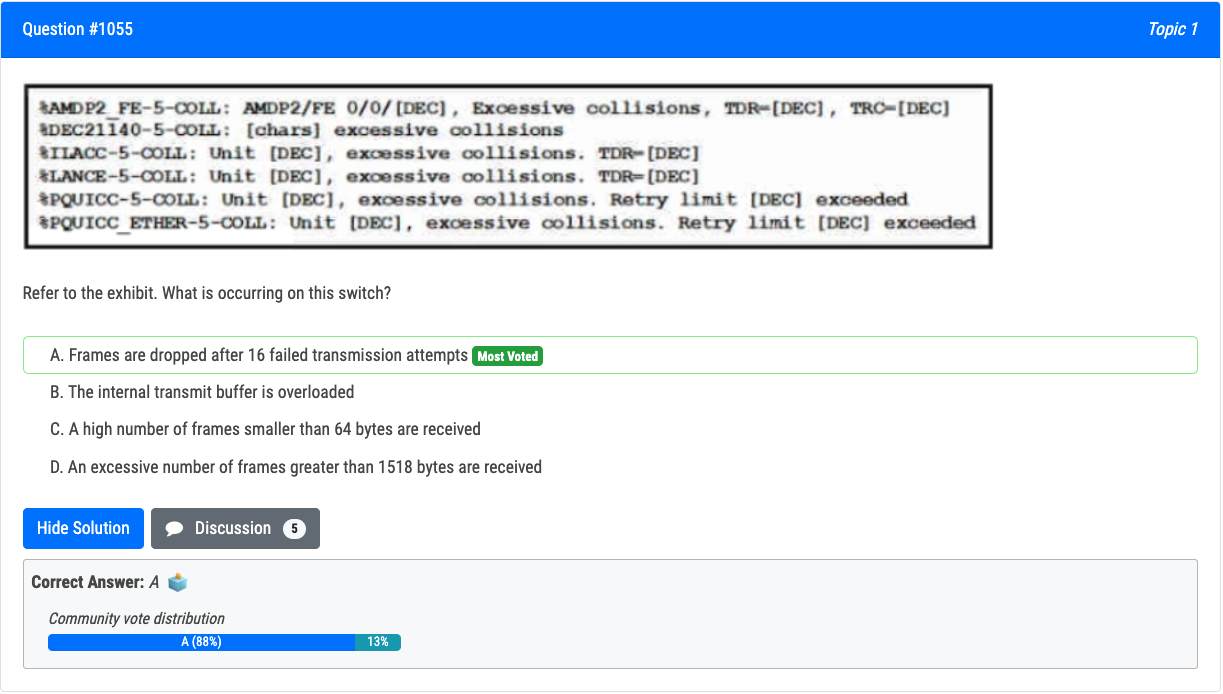 Question #1055
Topic 1
%AMDP2_FE-5-COLL: AMDP2/FE 0/0/[DEC], Excessive collisions, TDR=[DEC], TRC=[DEC]
%DEC21140-5-COLL: [chars] excessive collisions
%ILACC-5-COLL: Unit [DEC], excessive collisions. TDR=[DEC]
%LANCE-5-COLL: Unit [DEC], excessive collisions. TDR=[DEC]
%PQUICC-5-COLL: Unit [DEC], excessive collisions. Retry limit [DEC] exceeded
%PQUICC_ETHER-5-COLL: Unit [DEC], excessive collisions. Retry limit [DEC] exceeded
Refer to the exhibit. What is occurring on this switch?
A. Frames are dropped after 16 failed transmission attempts Most Voted
B. The internal transmit buffer is overloaded
C. A high number of frames smaller than 64 bytes are received
D. An excessive number of frames greater than 1518 bytes are received
Hide Solution
Discussion 5
Correct Answer: A
Community vote distribution
A (88%)
13%